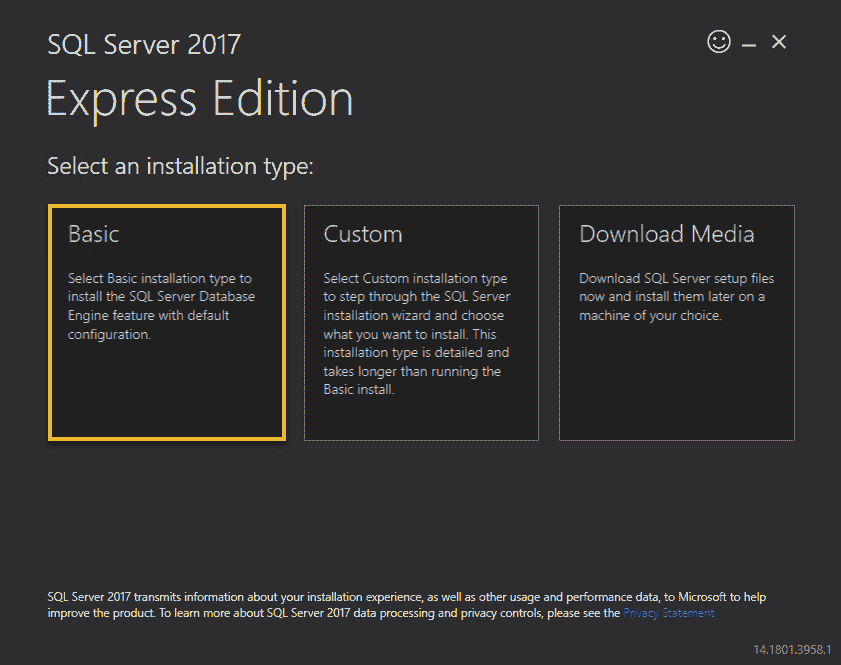 SQL Server 2017
Express Edition
Select an installation type:
Basic
Select Basic installation type to
install the SQL Server Database
Engine feature with default
configuration.
Custom
Select Custom installation type
to step through the SQL Server
installation wizard and choose
what you want to install. This
installation type is detailed and
takes longer than running the
Basic install.
Download Media
Download SQL Server setup files
now and install them later on a
machine of your choice.
SQL Server 2017 transmits information about your installation experience, as well as other usage and performance data, to Microsoft to help
improve the product. To learn more about SQL Server 2017 data processing and privacy controls, please see the Privacy Statement
14.1801.3958.1